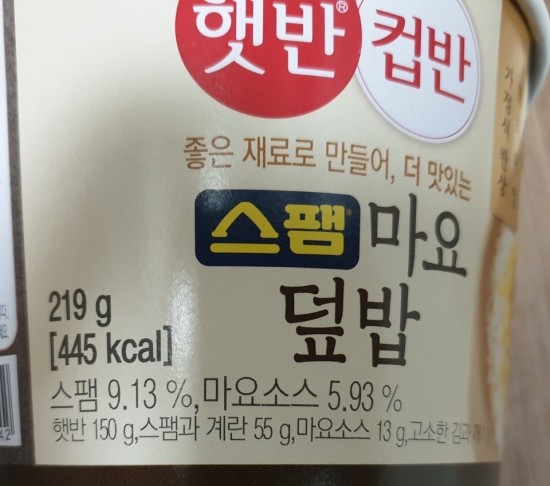 햇반® 컵반
좋은 재료로 만들어, 더 맛있는
스팸® 마요
덮밥
219 g
[445 kcal]
스팸 9.13 %, 마요소스 5.93 %
햇반 150 g,스팸과 계란 55 g,마요소스 13 g,고소한 김과